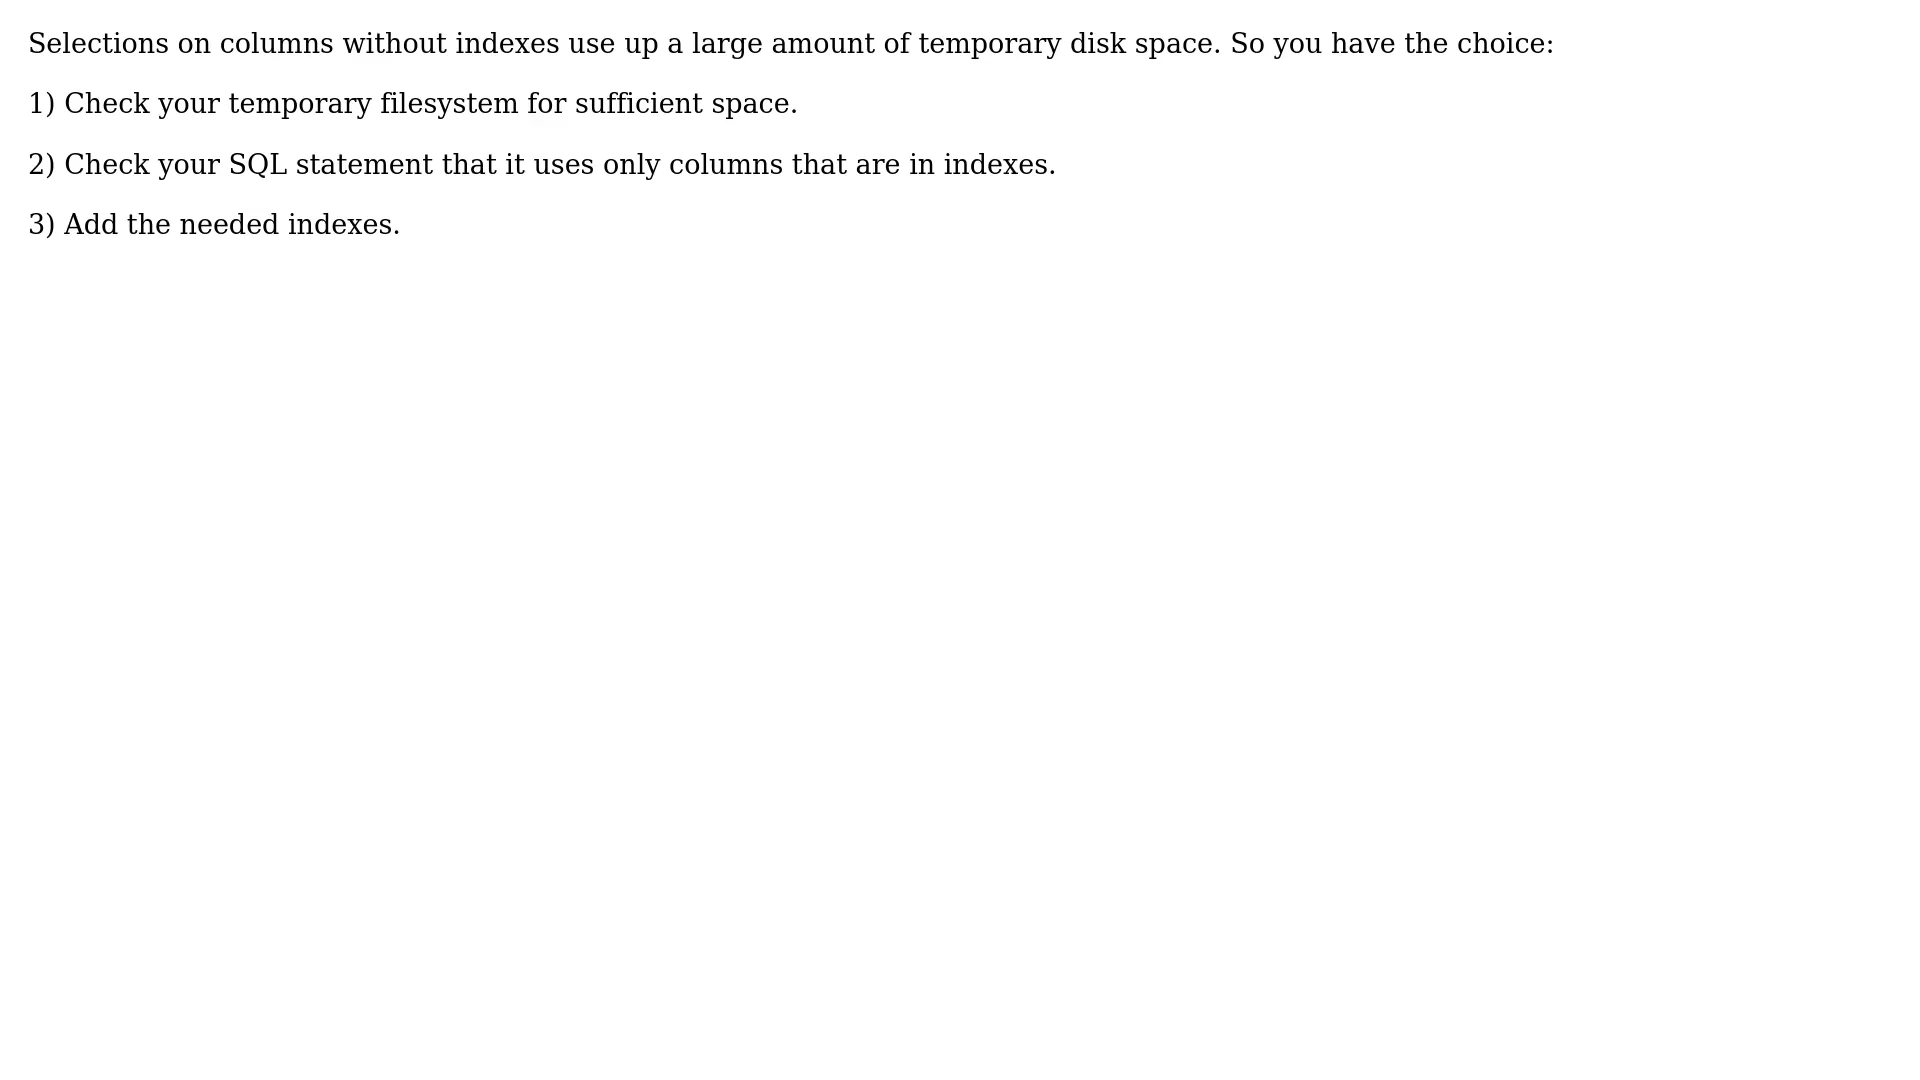 Selections on columns without indexes use up a large amount of temporary disk space. So you have the choice:
1) Check your temporary filesystem for sufficient space.
2) Check your SQL statement that it uses only columns that are in indexes.
3) Add the needed indexes.